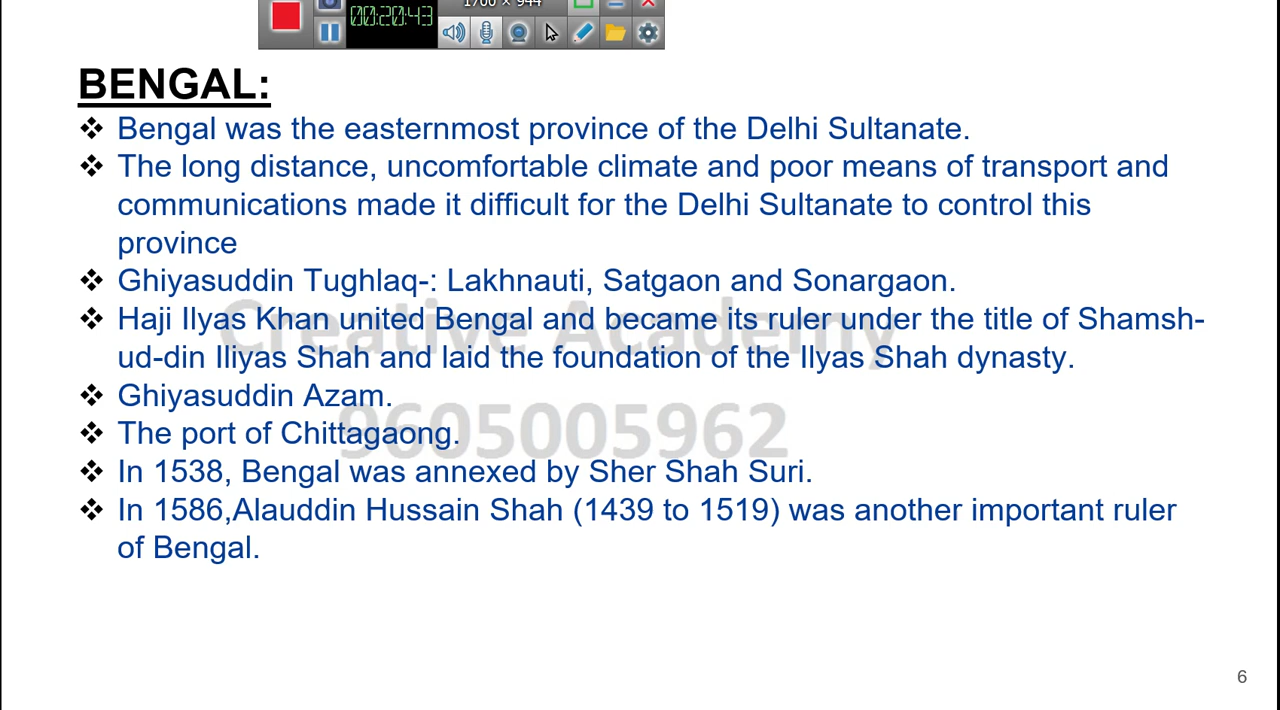 1700 × 944
00:20:43
BENGAL:
❖ Bengal was the easternmost province of the Delhi Sultanate.
❖ The long distance, uncomfortable climate and poor means of transport and
communications made it difficult for the Delhi Sultanate to control this
province
❖ Ghiyasuddin Tughlaq-: Lakhnauti, Satgaon and Sonargaon.
❖ Haji Ilyas Khan united Bengal and became its ruler under the title of Shamsh-
ud-din Iliyas Shah and laid the foundation of the Ilyas Shah dynasty.
❖ Ghiyasuddin Azam.
❖ The port of Chittagaong.
❖ In 1538, Bengal was annexed by Sher Shah Suri.
❖ In 1586,Alauddin Hussain Shah (1439 to 1519) was another important ruler
of Bengal.
Creative Academy
9605005962
6